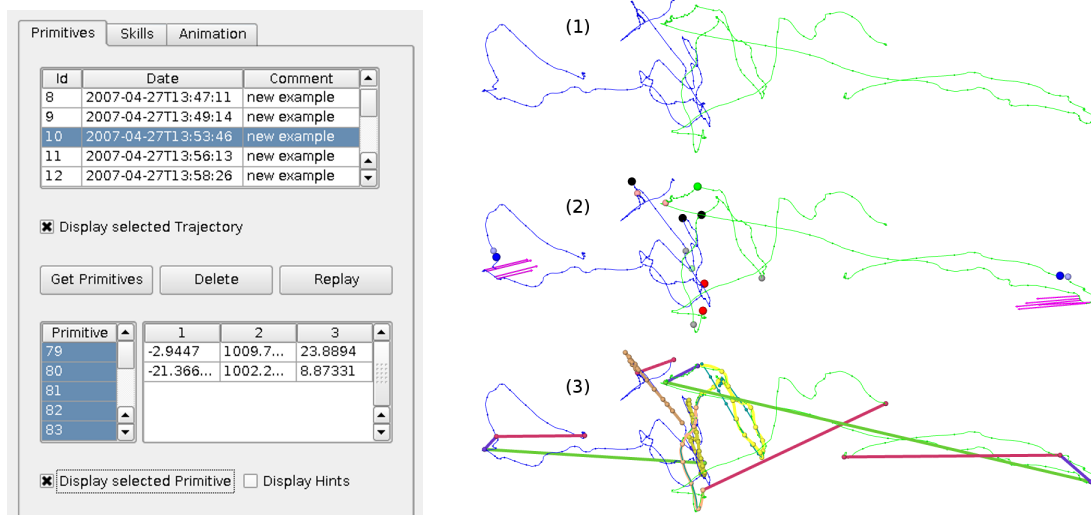 Primitives Skills Animation
Id Date Comment
8 2007-04-27T13:47:11 new example
9 2007-04-27T13:49:14 new example
10 2007-04-27T13:53:46 new example
11 2007-04-27T13:56:13 new example
12 2007-04-27T13:58:26 new example
Display selected Trajectory
Get Primitives Delete Replay
Primitive 1 2 3
79 -2.9447 1009.7... 23.8894
80 -21.366... 1002.2... 8.87331
81
82
83
Display selected Primitive Display Hints
(1)
(2)
(3)